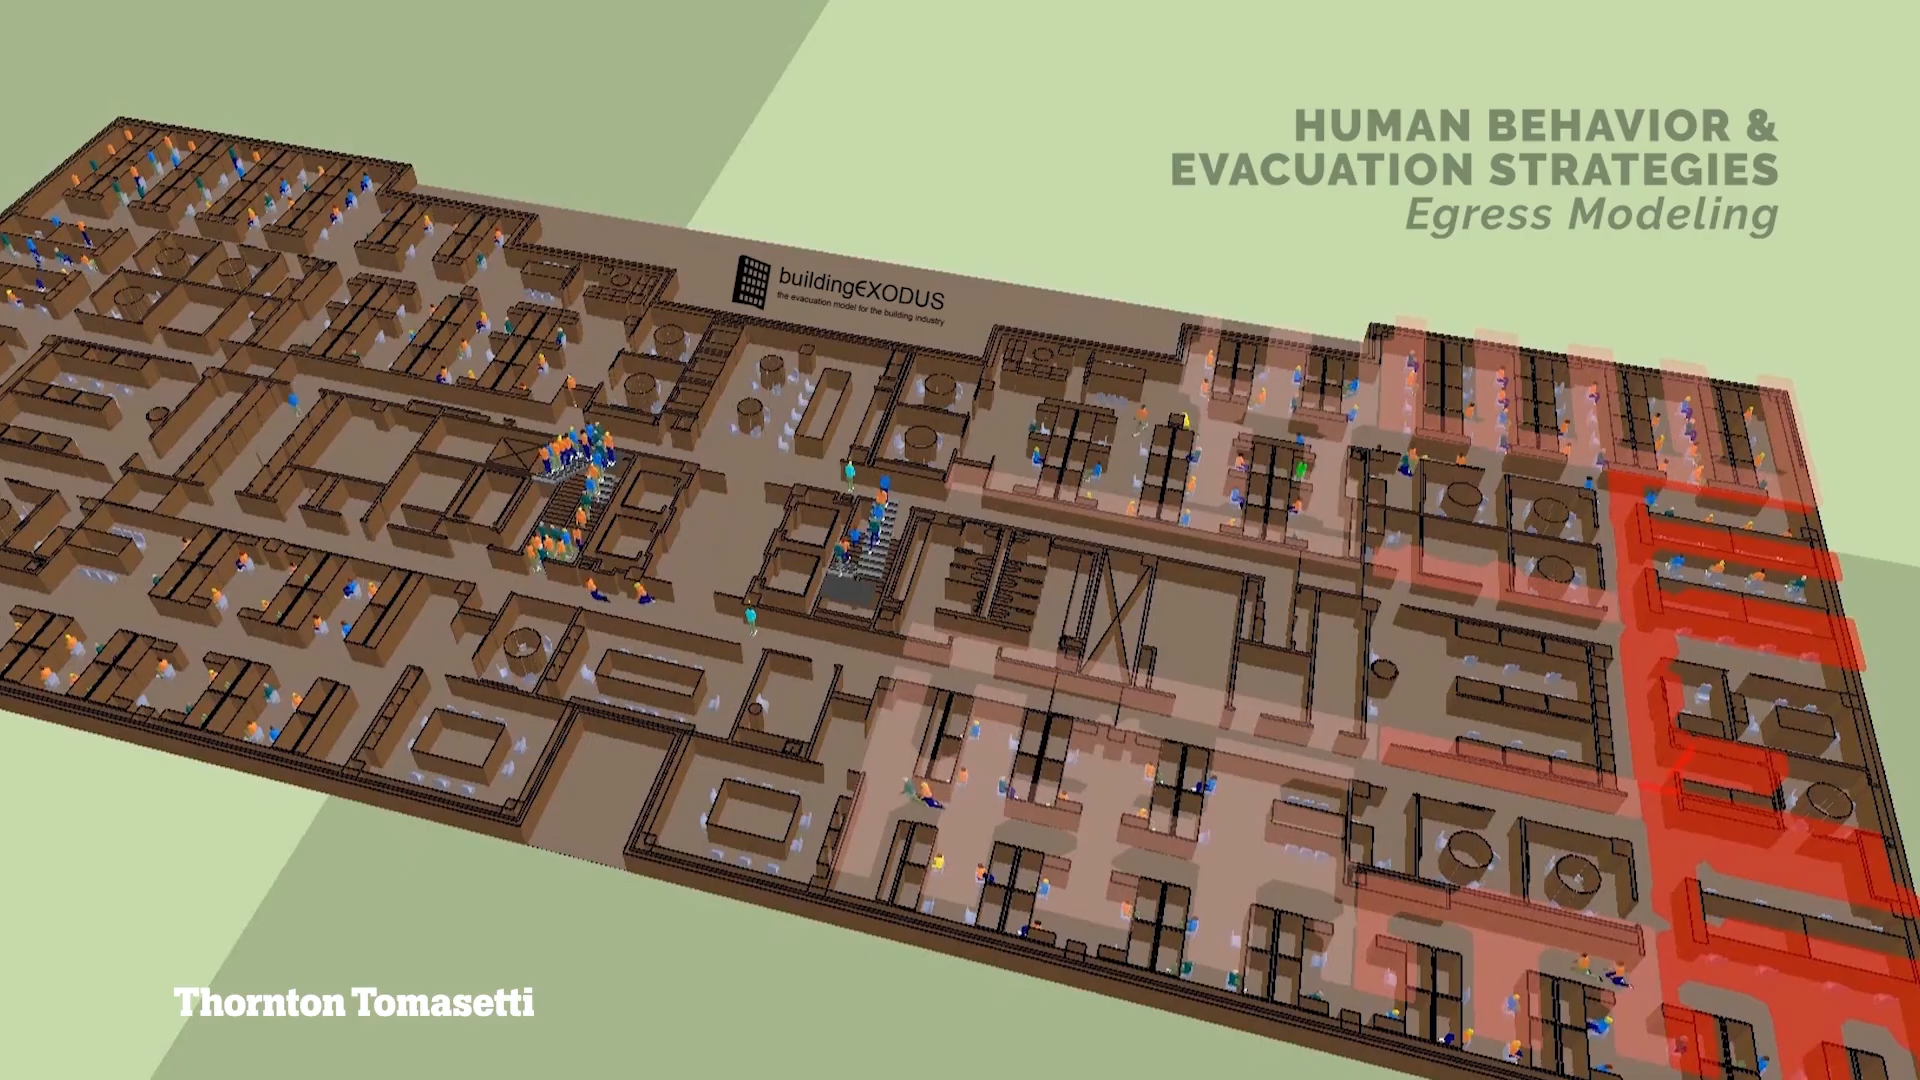 HUMAN BEHAVIOR &
EVACUATION STRATEGIES
Egress Modeling
buildingEXODUS
the evacuation model for the building industry
Thornton Tomasetti